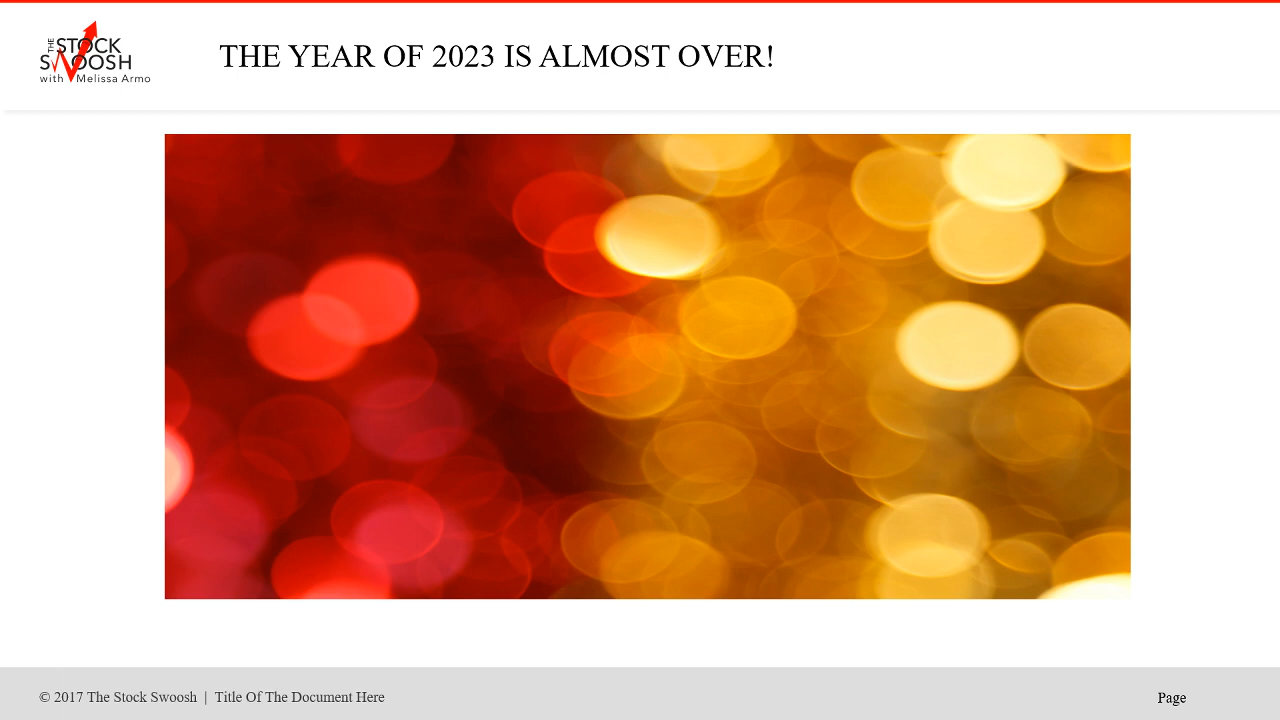 THE STOCK
SWOOSH
with Melissa Armo
THE YEAR OF 2023 IS ALMOST OVER!
© 2017 The Stock Swoosh | Title Of The Document Here
Page